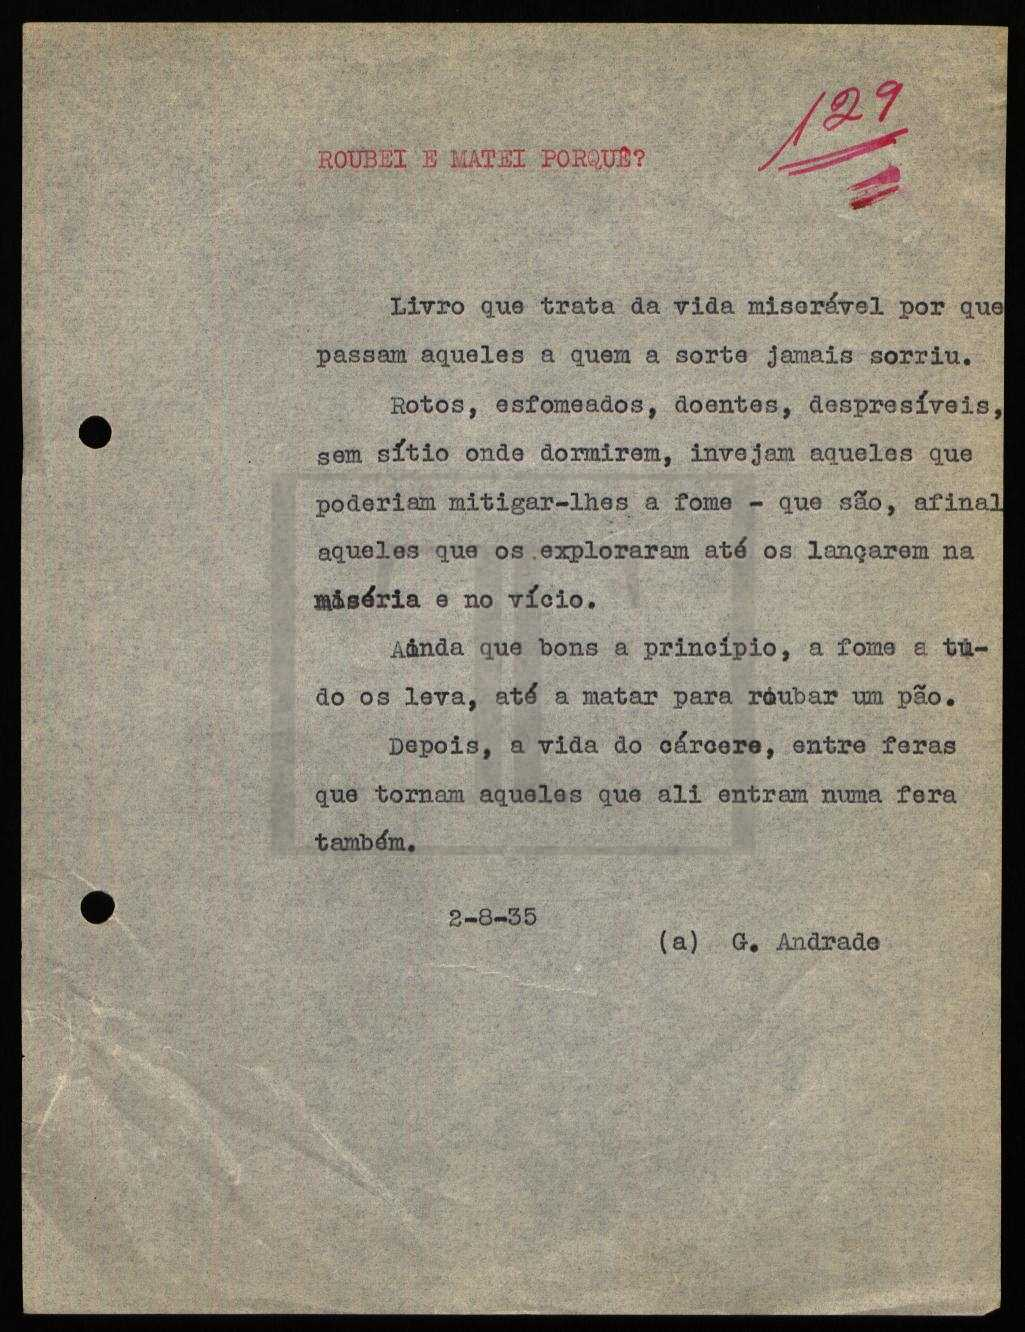 129
ROUBEI E MATEI PORQUÊ?
Livro que trata da vida miserável por que
passam aqueles a quem a sorte jamais sorriu.
Rotos, esfomeados, doentes, despresíveis,
sem sítio onde dormirem, invejam aqueles que
poderiam mitigar-lhes a fome - que são, afinal
aqueles que os exploraram até os lançarem na
miséria e no vício.
Ainda que bons a princípio, a fome a tu-
do os leva, até a matar para roubar um pão.
Depois, a vida do cárcere, entre feras
que tornam aqueles que ali entram numa fera
também.
2-8-35
(a) G. Andrade